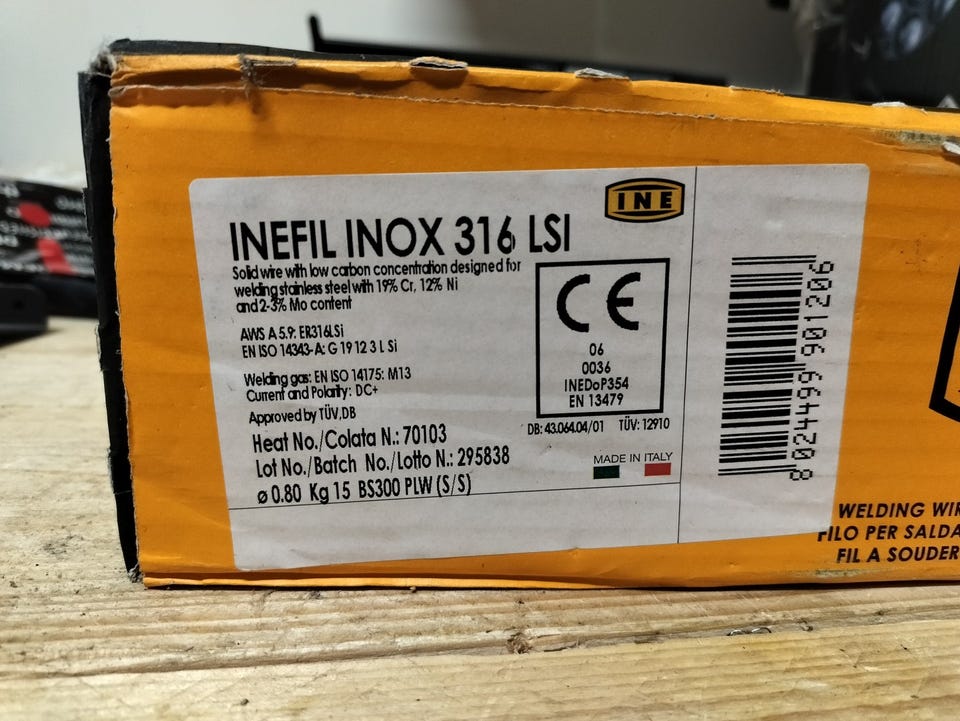 INE
INEFIL INOX 316 LSI
Solid wire with low carbon concentration designed for
welding stainless steel with 19% Cr, 12% Ni
and 2-3% Mo content
AWS A 5.9: ER316LSi
EN ISO 14343-A: G 19 12 3 L Si
Welding gas: EN ISO 14175: M13
Current and Polarity: DC+
Approved by TÜV,DB
Heat No./Colata N.: 70103
Lot No./Batch No./Lotto N.: 295838
ø 0.80 Kg 15 BS300 PLW (S/S)
CE
06
0036
INEDoP354
EN 13479
DB: 43.064.04/01 TÜV: 12910
MADE IN ITALY
8 024499 901206
WELDING WIR
FILO PER SALDA
FIL A SOUDER